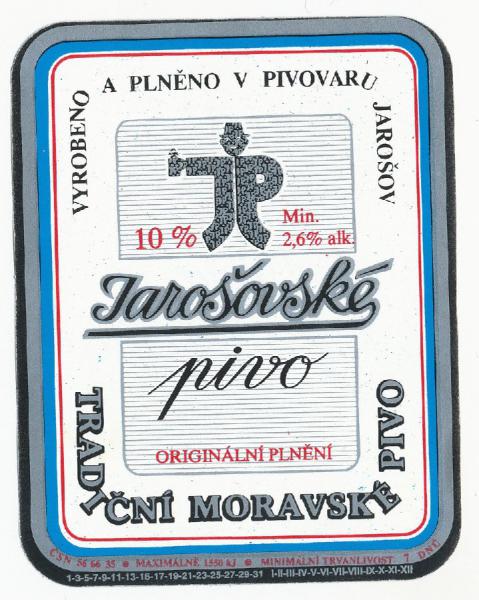 VYROBENO A PLNĚNO V PIVOVARU JAROŠOV
JP
10 %
Min.
2,6% alk.
Jarošovské
pivo
ORIGINÁLNÍ PLNĚNÍ
TRADIČNÍ MORAVSKÉ PIVO
ČSN 56 66 35 ● MAXIMÁLNĚ 1550 kJ ● MINIMÁLNÍ TRVANLIVOST 7 DNŮ
1-3-5-7-9-11-13-15-17-19-21-23-25-27-29-31 I-II-III-IV-V-VI-VII-VIII-IX-X-XI-XII